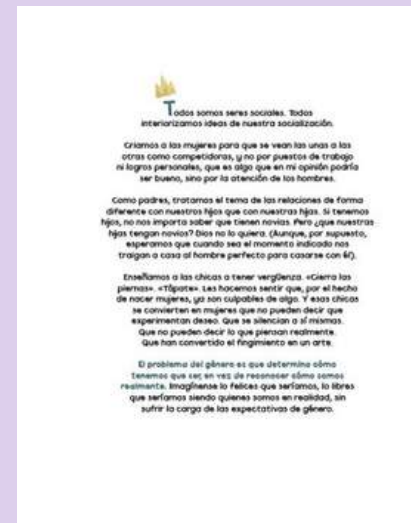 Todos somos seres sociales. Todos
interiorizamos ideas de nuestra socialización.
Criamos a las mujeres para que se vean las unas a las
otras como competidoras, y no por puestos de trabajo
ni logros personales, que es algo que en mi opinión podría
ser bueno, sino por la atención de los hombres.
Como padres, tratamos el tema de las relaciones de forma
diferente con nuestros hijos que con nuestras hijas. Si tenemos
hijos, no nos importa saber que tienen novias. Pero ¿que nuestras
hijas tengan novios? Dios no lo quiera. (Aunque, por supuesto,
esperamos que cuando sea el momento indicado nos
traigan a casa al hombre perfecto para casarse con él).
Enseñamos a las chicas a tener vergüenza. «Cierra las
piernas». «Tápate». Les hacemos sentir que, por el hecho
de nacer mujeres, ya son culpables de algo. Y esas chicas
se convierten en mujeres que no pueden decir que
experimentan deseo. Que se silencian a sí mismas.
Que no pueden decir lo que piensan realmente.
Que han convertido el fingimiento en un arte.
El problema del género es que determina cómo
tenemos que ser, en vez de reconocer cómo somos
realmente. Imagínense lo felices que seríamos, lo libres
que seríamos siendo quienes somos en realidad, sin
sufrir la carga de las expectativas de género.